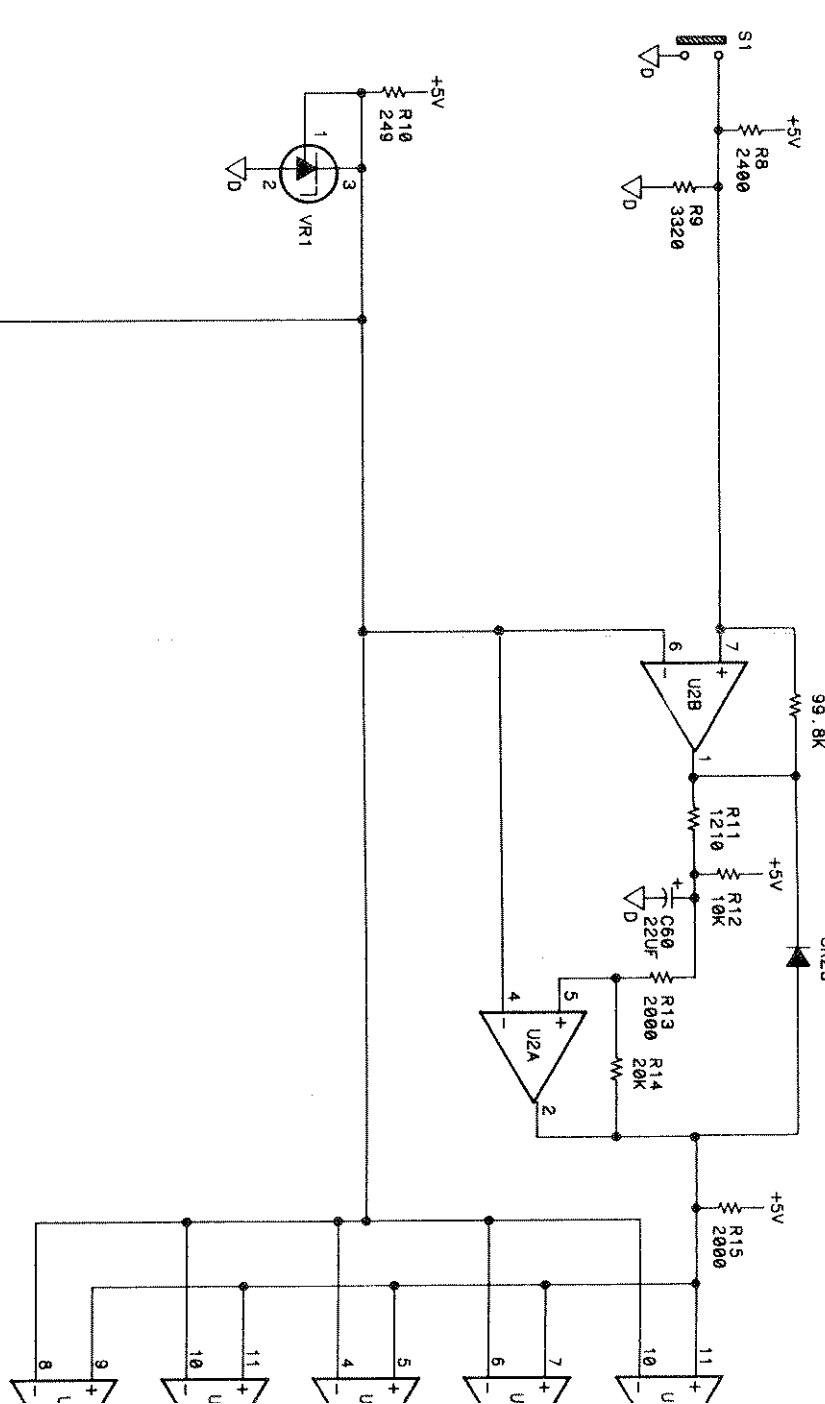 S1
D
+5V
R8
2400
R9
3320
D
+5V
R10
249
1
3
2
D
VR1
99.8K
7
+
6
-
U2B
1
R11
1210
+5V
R12
10K
+
C60
22UF
D
R13
2000
5
+
4
-
U2A
R14
20K
2
+5V
R15
2000
11
+
10
-
U
7
+
6
-
U
5
+
4
-
U
11
+
10
-
U
9
+
8
-
U